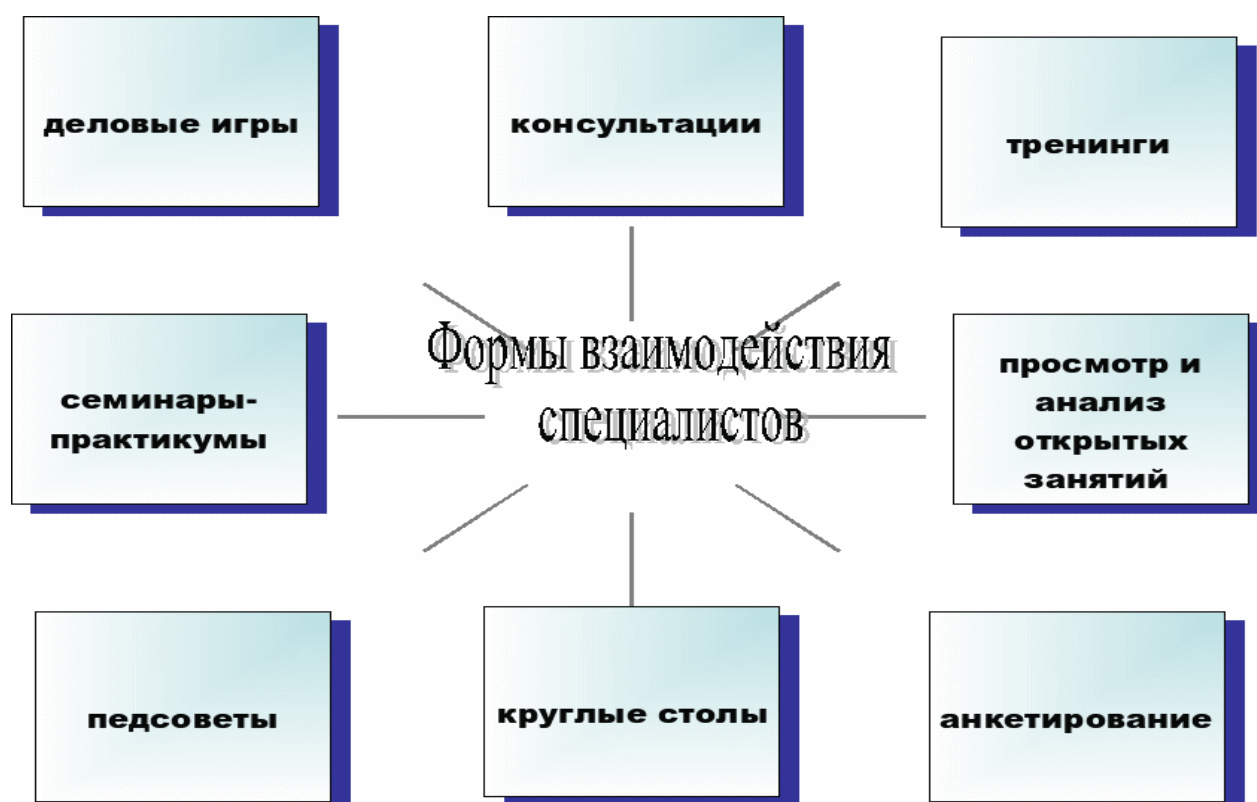 деловые игры
консультации
тренинги
Формы взаимодействия
специалистов
семинары-
практикумы
просмотр и
анализ
открытых
занятий
педсоветы
круглые столы
анкетирование